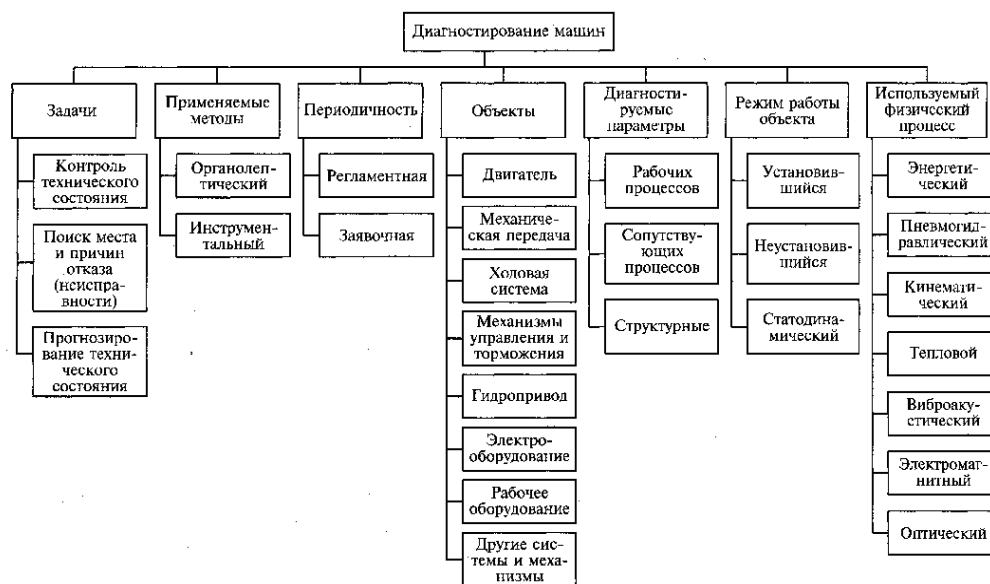 Диагностирование машин
Задачи
Контроль
технического
состояния
Поиск места
и причин
отказа
(неисправ-
ности)
Прогнозиро-
вание техни-
ческого
состояния
Применяемые
методы
Органолеп-
тический
Инструмен-
тальный
Периодичность
Регламентная
Заявочная
Объекты
Двигатель
Механиче-
ская передача
Ходовая
система
Механизмы
управления и
торможения
Гидропривод
Электро-
оборудование
Рабочее
оборудование
Другие сис-
темы и меха-
низмы
Диагности-
руемые
параметры
Рабочих
процессов
Сопутству-
ющих
процессов
Структурные
Режим работы
объекта
Установив-
шийся
Неустановив-
шийся
Статодина-
мический
Используемый
физический
процесс
Энергети-
ческий
Пневмогид-
равлический
Кинемати-
ческий
Тепловой
Виброаку-
стический
Электромаг-
нитный
Оптический